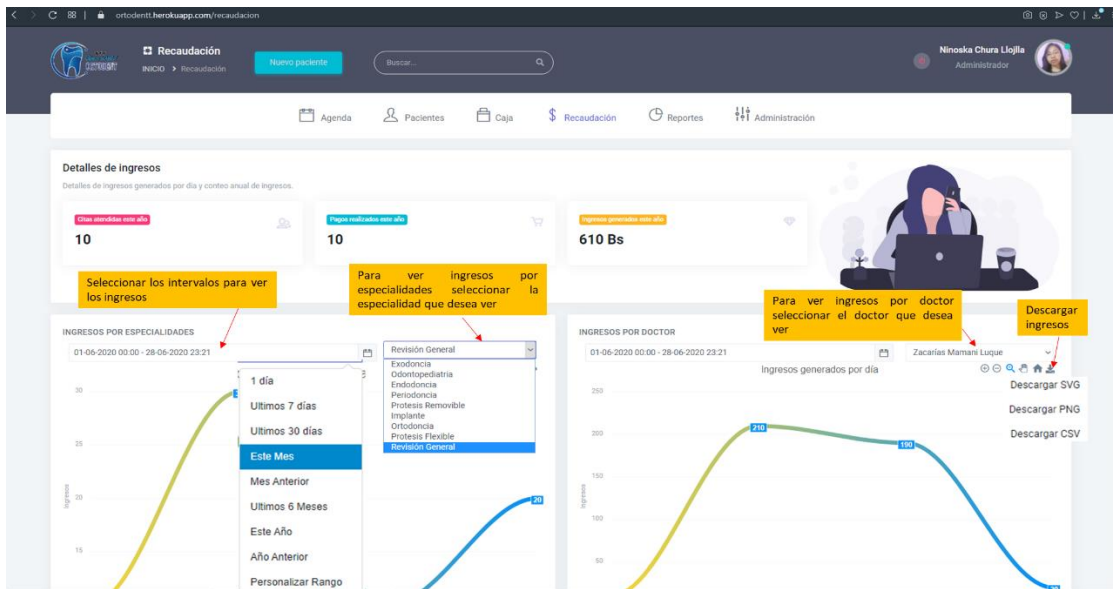 ortodentt.herokuapp.com/recaudacion
Recaudación
INICIO > Recaudación
Nuevo paciente
Buscar...
Ninoska Chura Llojlla
Administrador
Agenda
Pacientes
Caja
Recaudación
Reportes
Administración
Detalles de ingresos
Detalles de ingresos generados por día y conteo anual de ingresos.
Citas atendidas este año
10
Pagos realizados este año
10
Ingresos generados este año
610 Bs
Seleccionar los intervalos para ver
los ingresos
Para ver ingresos por
especialidades seleccionar la
especialidad que desea ver
Para ver ingresos por doctor
seleccionar el doctor que desea
ver
Descargar
ingresos
INGRESOS POR ESPECIALIDADES
01-06-2020 00:00 - 28-06-2020 23:21
Revisión General
Exodoncia
Odontopediatria
Endodoncia
Periodoncia
Protesis Removible
Implante
Ortodoncia
Protesis Flexible
Revisión General
1 día
Ultimos 7 días
Ultimos 30 días
Este Mes
Mes Anterior
Ultimos 6 Meses
Este Año
Año Anterior
Personalizar Rango
30
25
20
15
Ingresos
20
INGRESOS POR DOCTOR
01-06-2020 00:00 - 28-06-2020 23:21
Zacarías Mamani Luque
Ingresos generados por día
Descargar SVG
Descargar PNG
Descargar CSV
250
200
150
100
50
Ingresos
210
190